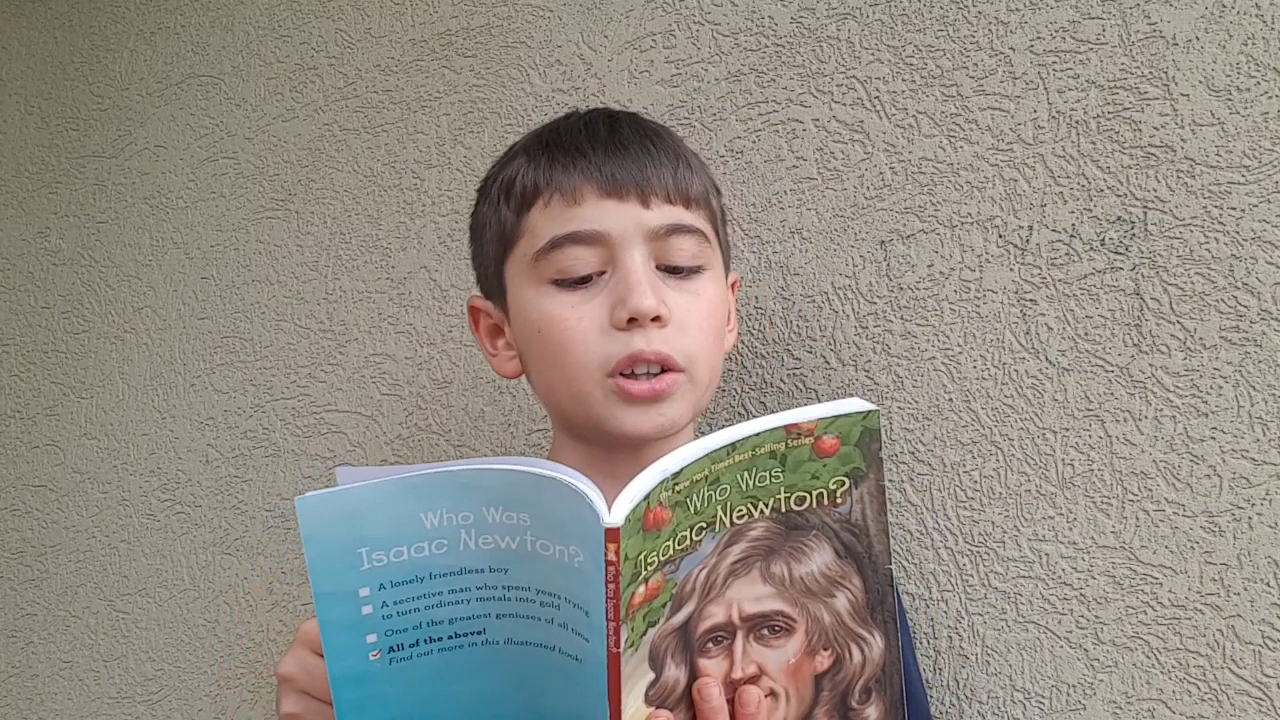 Who Was
Isaac Newton?
A lonely friendless boy
A secretive man who spent years trying
to turn ordinary metals into gold
One of the greatest geniuses of all time
All of the above!
Find out more in this illustrated book!
Who Was Isaac Newton?
The New York Times Best-Selling Series
Who Was
Isaac Newton?